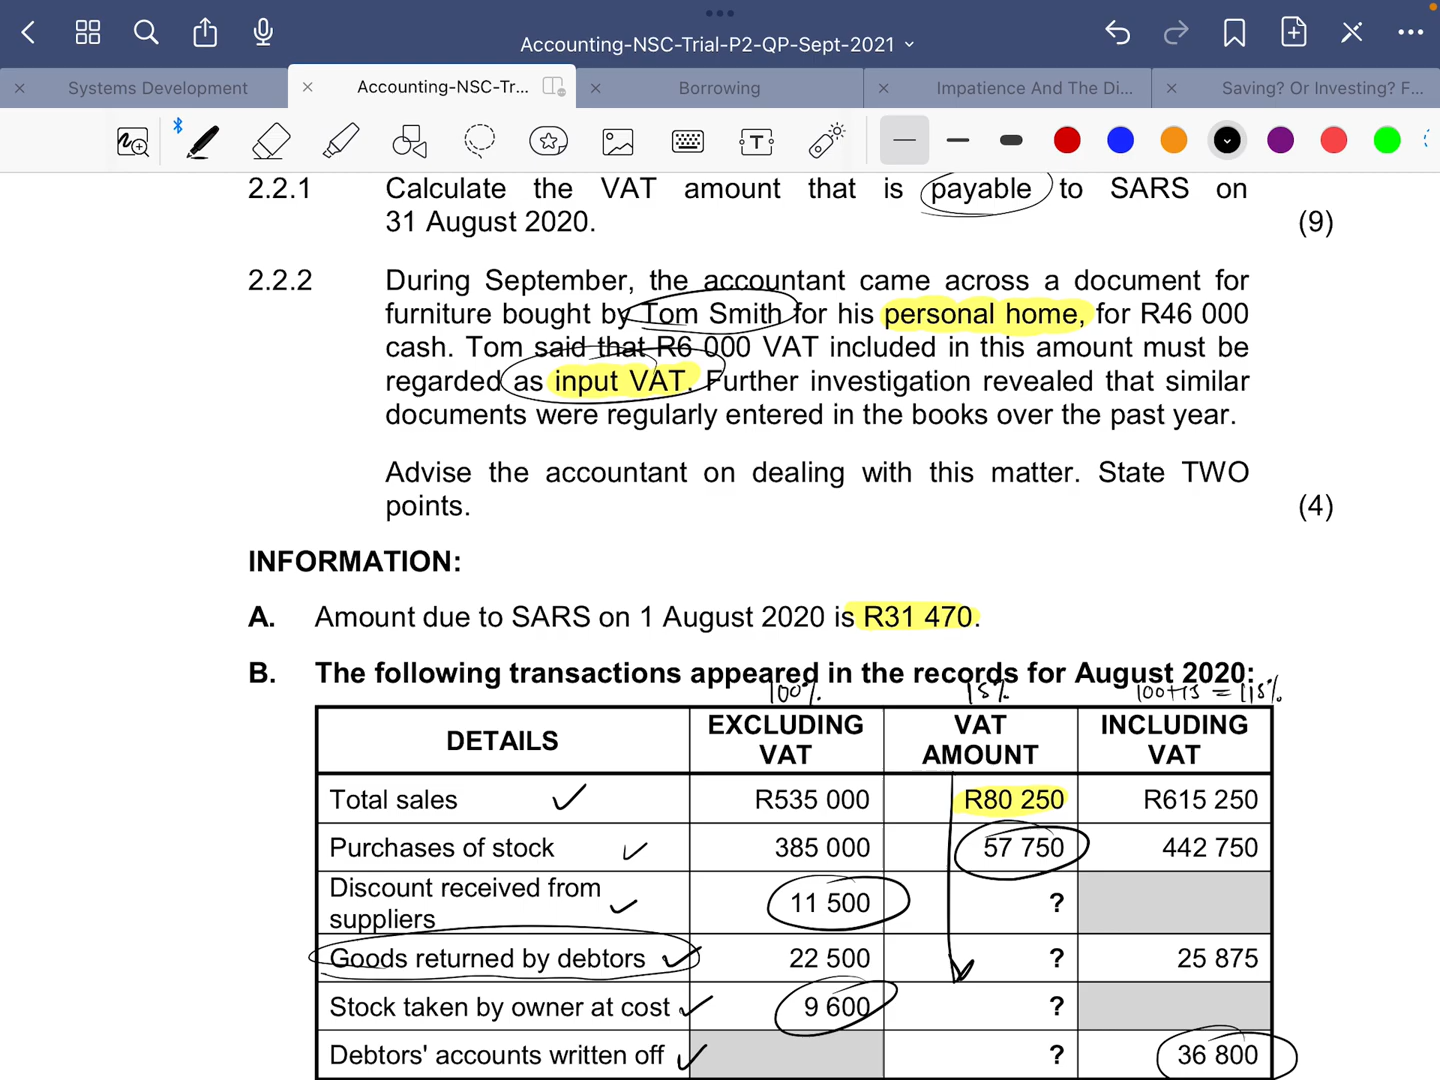 Accounting-NSC-Trial-P2-QP-Sept-2021
Systems Development
Accounting-NSC-Tr...
Borrowing
Impatience And The Di...
Saving? Or Investing? F...
2.2.1 Calculate the VAT amount that is payable to SARS on
31 August 2020. (9)
2.2.2 During September, the accountant came across a document for
furniture bought by Tom Smith for his personal home, for R46 000
cash. Tom said that R6 000 VAT included in this amount must be
regarded as input VAT. Further investigation revealed that similar
documents were regularly entered in the books over the past year.
Advise the accountant on dealing with this matter. State TWO
points. (4)
INFORMATION:
A. Amount due to SARS on 1 August 2020 is R31 470.
B. The following transactions appeared in the records for August 2020:
100% 15% 100+15 = 115%
DETAILS EXCLUDING VAT VAT AMOUNT INCLUDING VAT
Total sales R535 000 R80 250 R615 250
Purchases of stock 385 000 57 750 442 750
Discount received from
suppliers 11 500 ?
Goods returned by debtors 22 500 ? 25 875
Stock taken by owner at cost 9 600 ?
Debtors' accounts written off ? 36 800